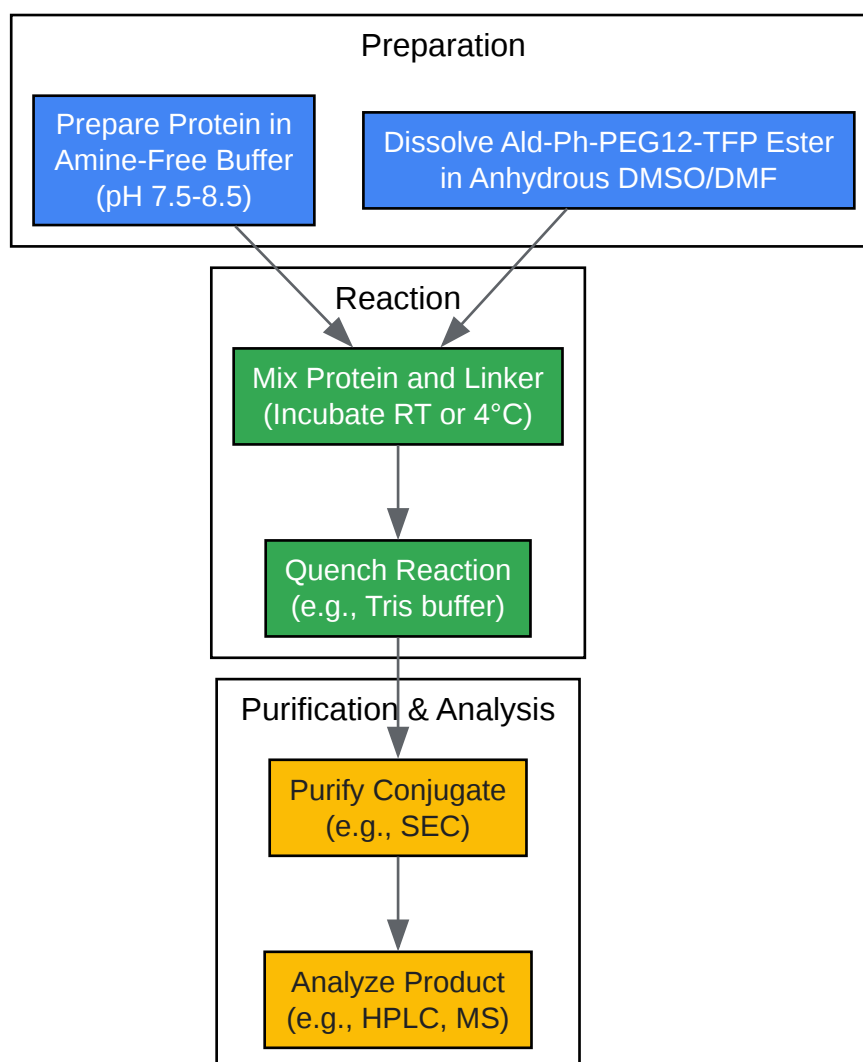 Preparation
Prepare Protein in
Amine-Free Buffer
(pH 7.5-8.5)
Dissolve Ald-Ph-PEG12-TFP Ester
in Anhydrous DMSO/DMF
Reaction
Mix Protein and Linker
(Incubate RT or 4°C)
Quench Reaction
(e.g., Tris buffer)
Purification & Analysis
Purify Conjugate
(e.g., SEC)
Analyze Product
(e.g., HPLC, MS)